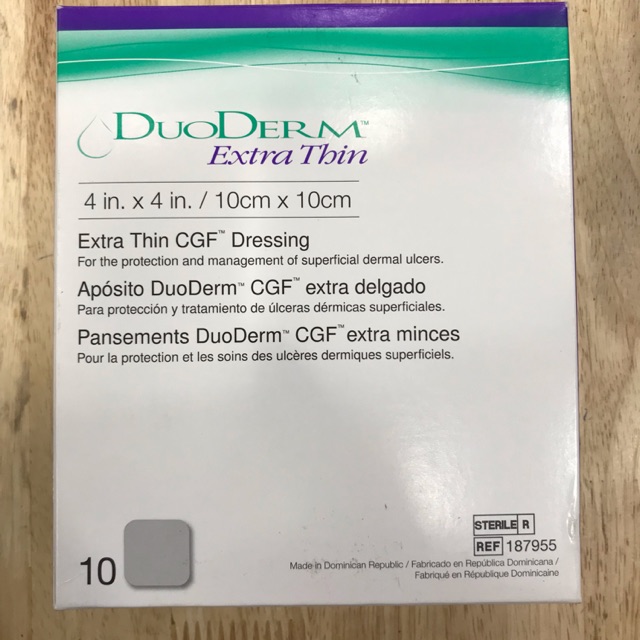 DUODERM™
Extra Thin
4 in. x 4 in. / 10cm x 10cm
Extra Thin CGF™ Dressing
For the protection and management of superficial dermal ulcers.
Apósito DuoDerm™ CGF™ extra delgado
Para protección y tratamiento de úlceras dérmicas superficiales.
Pansements DuoDerm™ CGF™ extra minces
Pour la protection et les soins des ulcères dermiques superficiels.
STERILE R
REF 187955
10
Made in Dominican Republic / Fabricado en República Dominicana /
Fabriqué en République Dominicaine